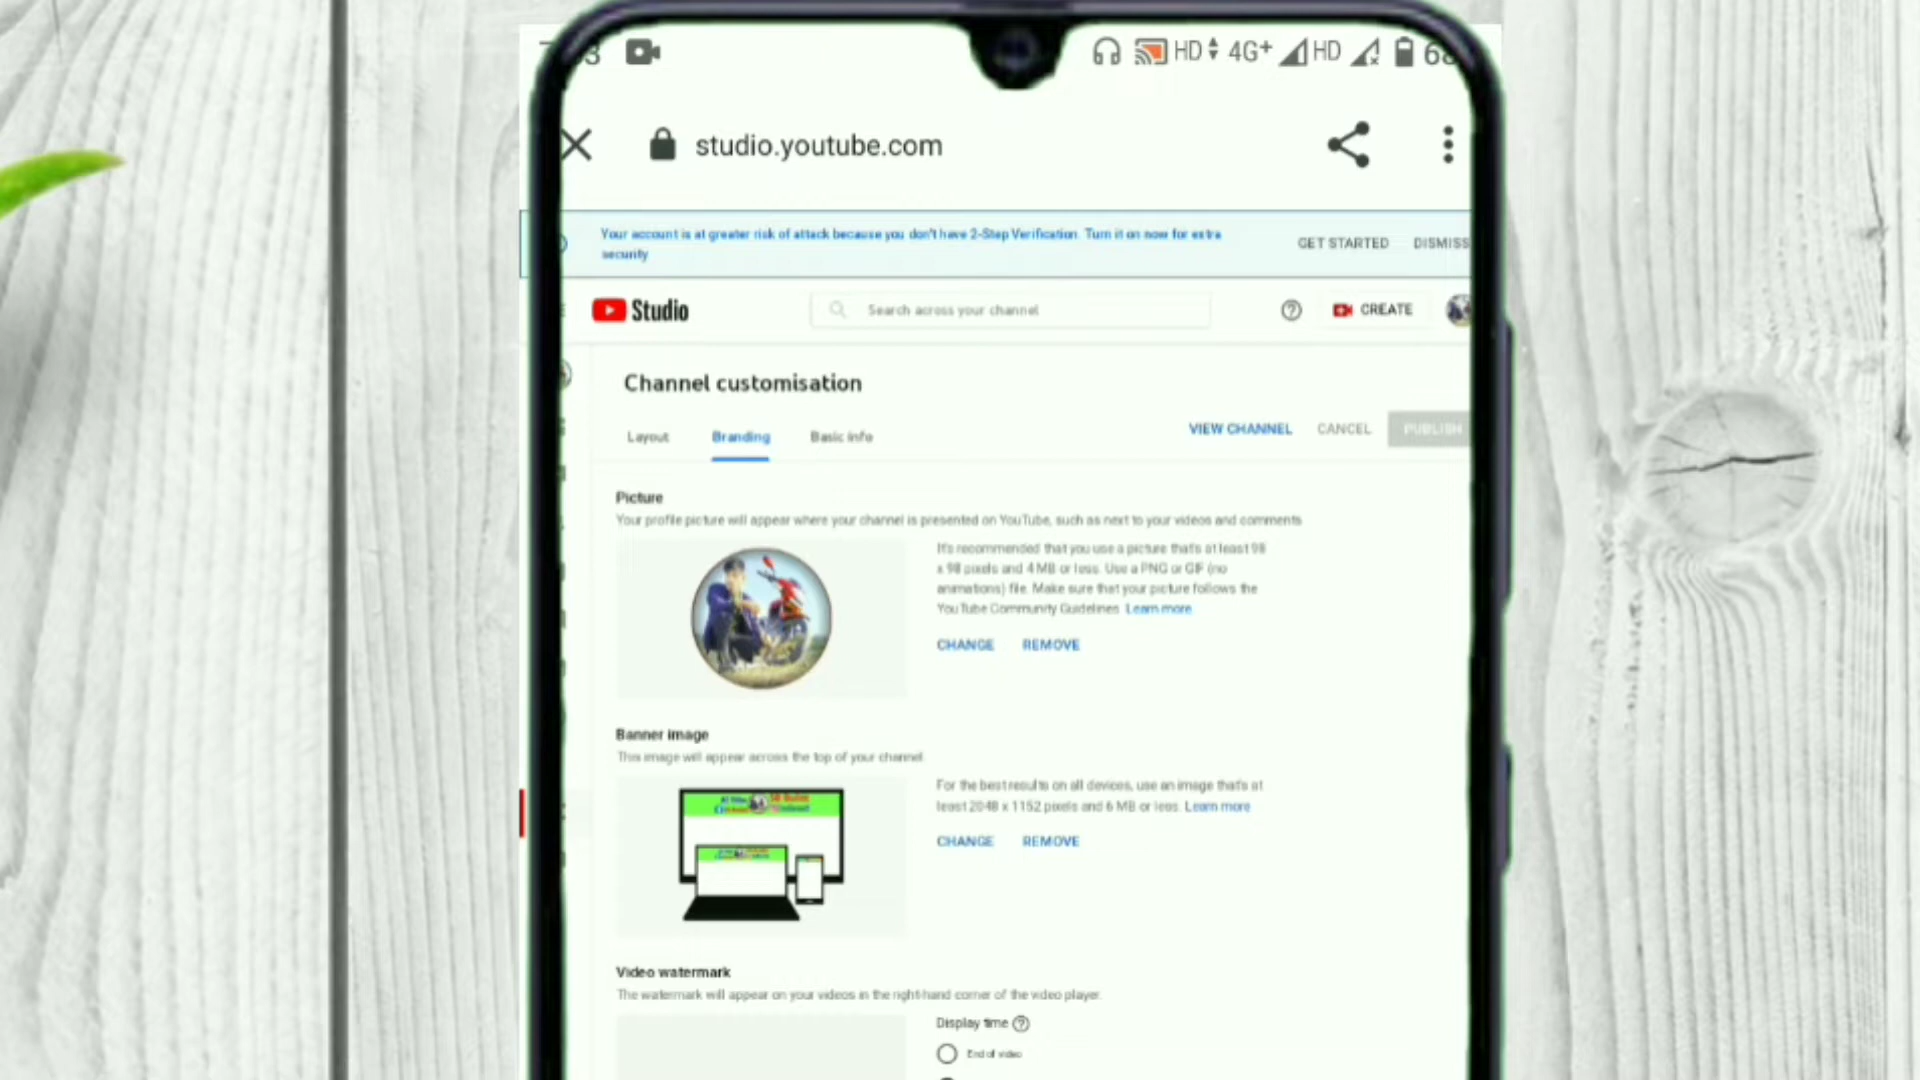 HD 4G+ HD
studio.youtube.com
Your account is at greater risk of attack because you don't have 2-Step Verification. Turn it on now for extra
security
GET STARTED DISMISS
Studio
Search across your channel
CREATE
Channel customisation
Layout Branding Basic info
VIEW CHANNEL CANCEL PUBLISH
Picture
Your profile picture will appear where your channel is presented on YouTube, such as next to your videos and comments
It's recommended that you use a picture that's at least 98
x 98 pixels and 4 MB or less. Use a PNG or GIF (no
animations) file. Make sure that your picture follows the
YouTube Community Guidelines. Learn more
CHANGE REMOVE
Banner image
This image will appear across the top of your channel
For the best results on all devices, use an image that's at
least 2048 x 1152 pixels and 6 MB or less. Learn more
CHANGE REMOVE
Video watermark
The watermark will appear on your videos in the right-hand corner of the video player.
Display time
End of video